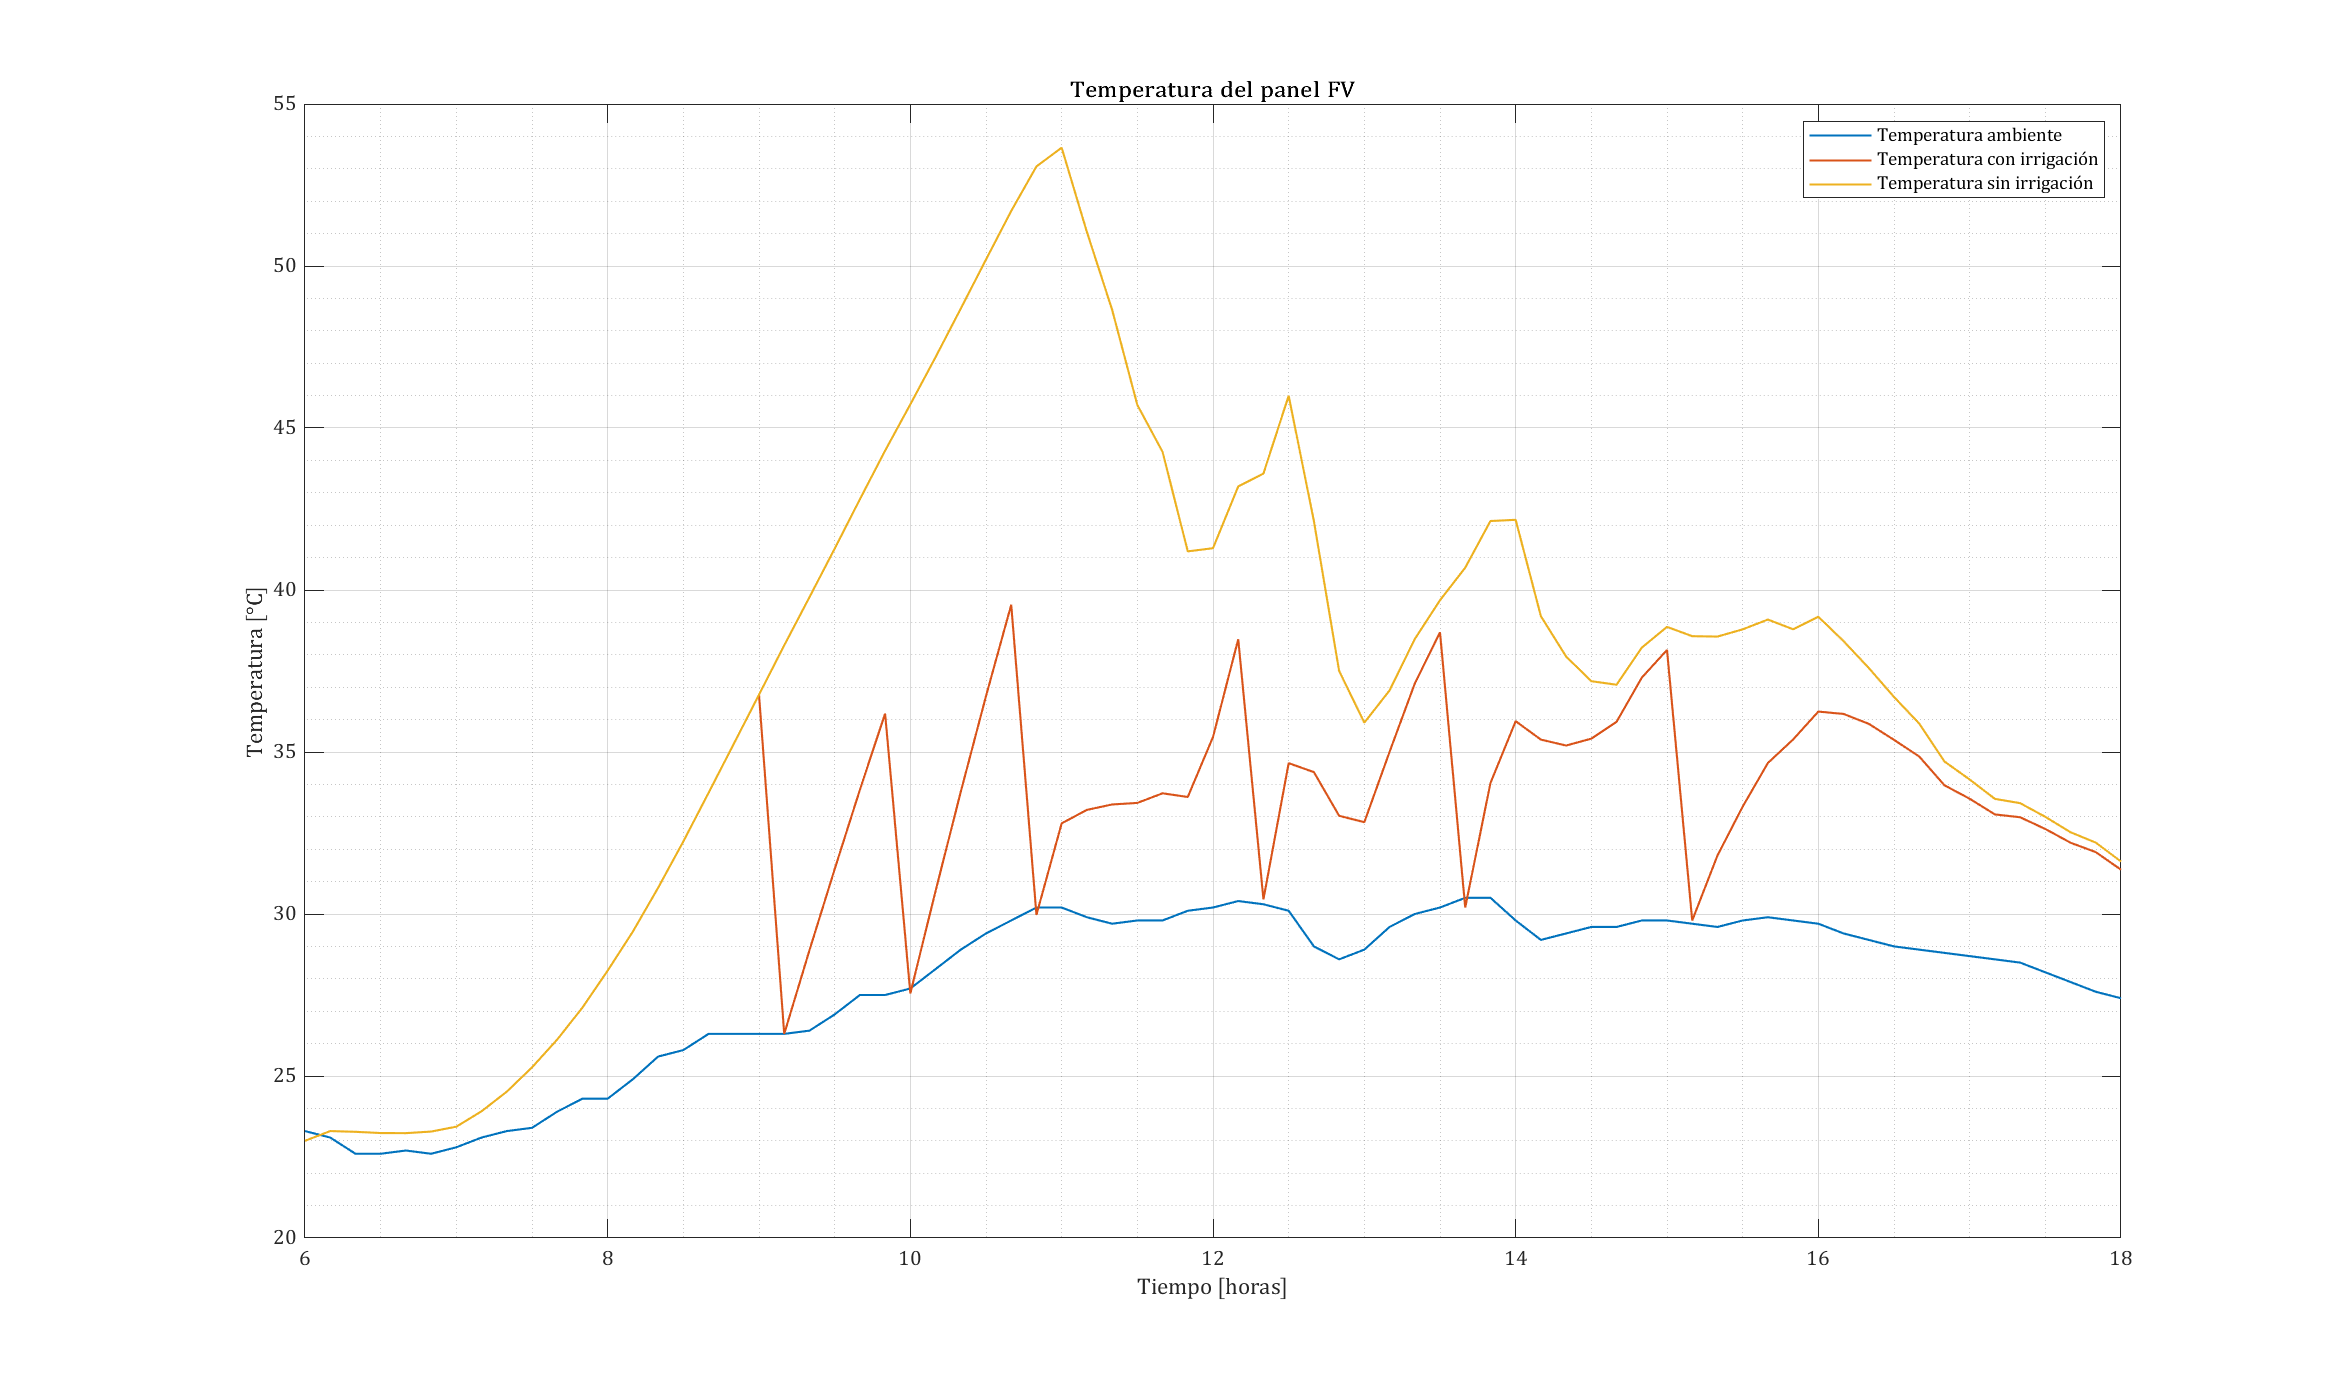 Temperatura del panel FV
55
50
45
40
35
30
25
20
Temperatura [°C]
Temperatura ambiente
Temperatura con irrigación
Temperatura sin irrigación
6 8 10 12 14 16 18
Tiempo [horas]